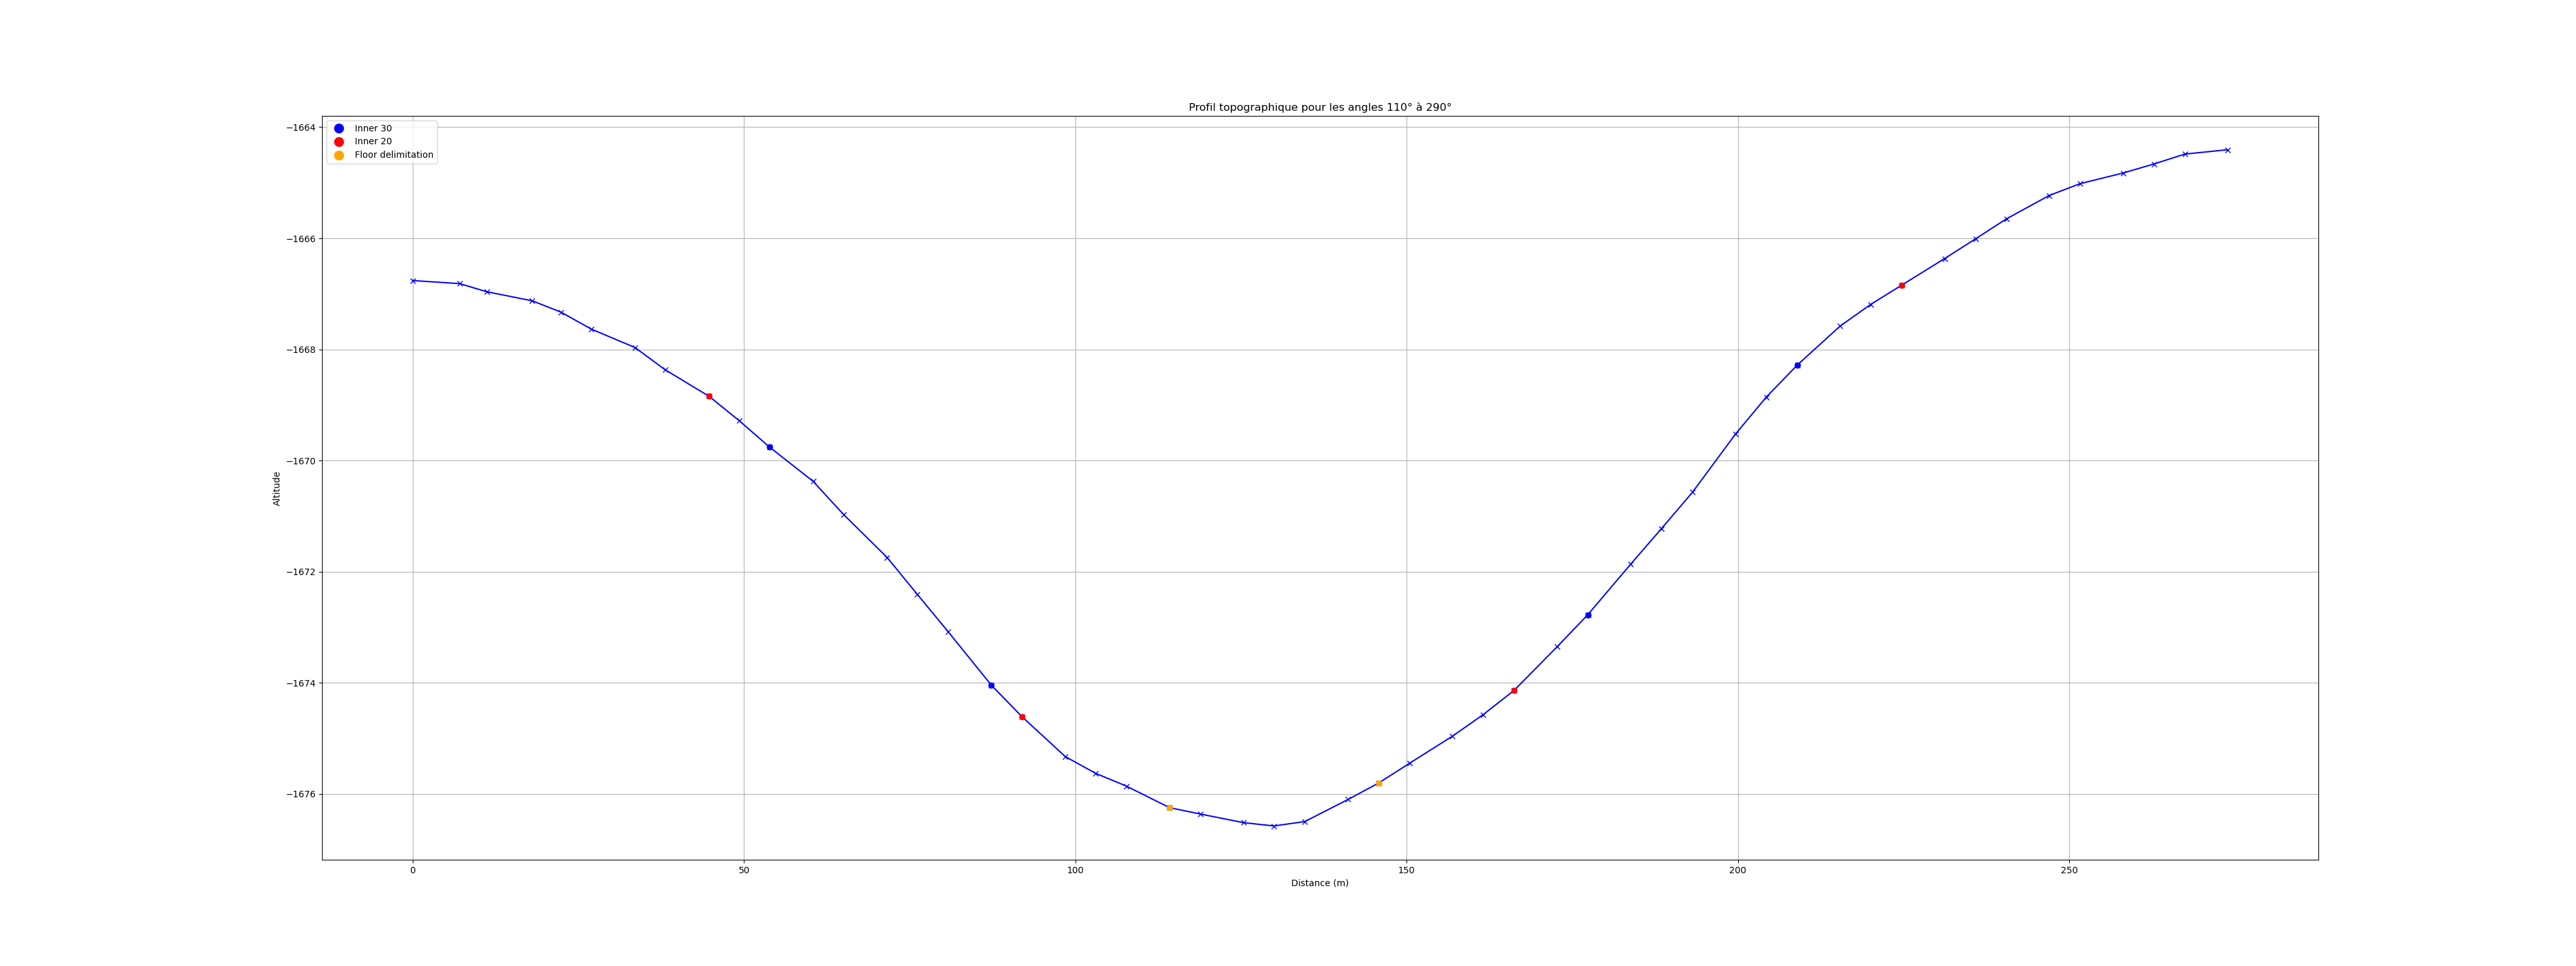 Profil topographique pour les angles 110° à 290°
Inner 30
Inner 20
Floor delimitation
Altitude
−1664
−1666
−1668
−1670
−1672
−1674
−1676
0
50
100
150
200
250
Distance (m)